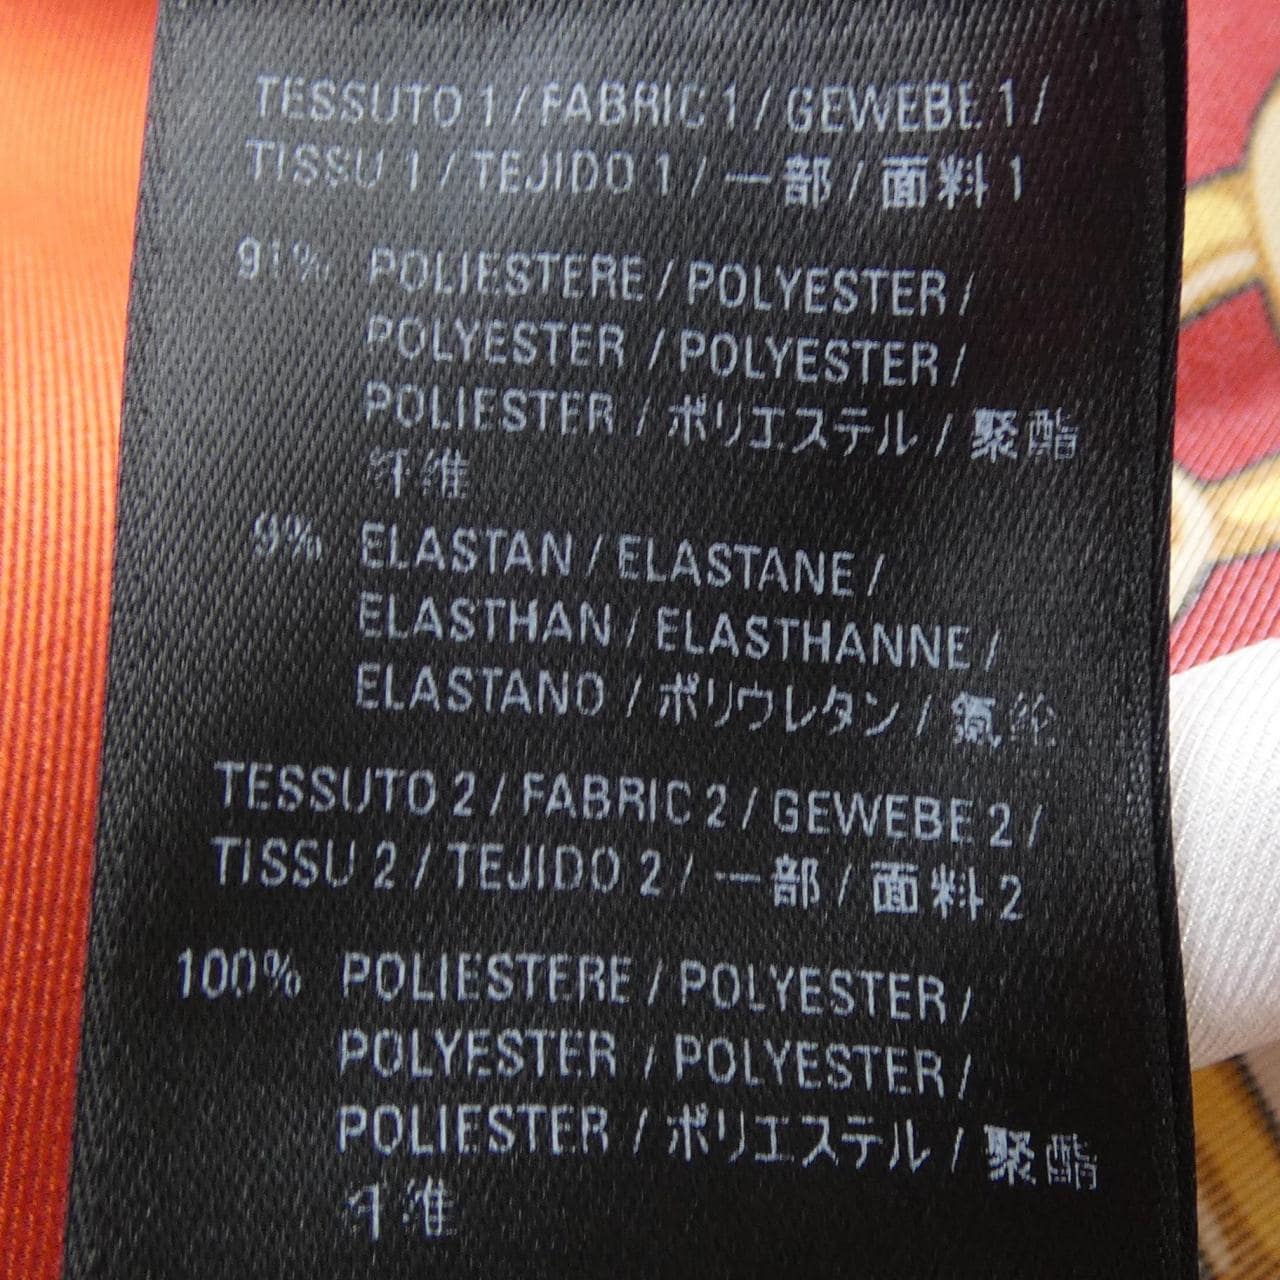 TESSUTO 1 / FABRIC 1 / GEWEBE 1 /
TISSU 1 / TEJIDO 1 / 一部 / 面料 1
91% POLIESTERE / POLYESTER /
POLYESTER / POLYESTER /
POLIESTER / ポリエステル / 聚酯
纤维
9% ELASTAN / ELASTANE /
ELASTHAN / ELASTHANNE /
ELASTANO / ポリウレタン / 氨纶
TESSUTO 2 / FABRIC 2 / GEWEBE 2 /
TISSU 2 / TEJIDO 2 / 一部 / 面料 2
100% POLIESTERE / POLYESTER /
POLYESTER / POLYESTER /
POLIESTER / ポリエステル / 聚酯
纤维